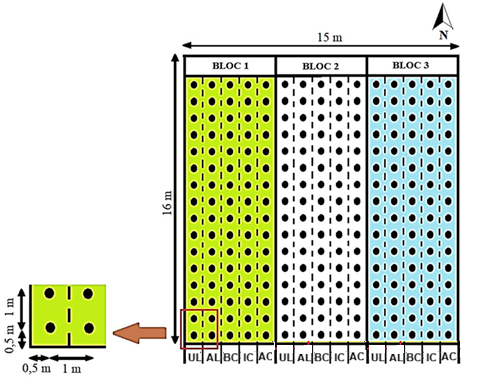 N
15 m
BLOC 1 BLOC 2 BLOC 3
16 m
1 m
0,5 m
0,5 m 1 m
UL AL BC IC AC UL AL BC IC AC UL AL BC IC AC